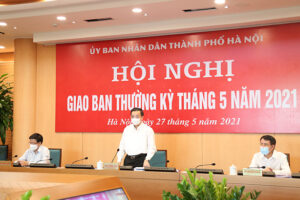 ỦY BAN NHÂN DÂN THÀNH PHỐ HÀ NỘI
HỘI NGHỊ
GIAO BAN THƯỜNG KỲ THÁNG 5 NĂM 2021
Hà Nội, ngày 27 tháng 5 năm 2021